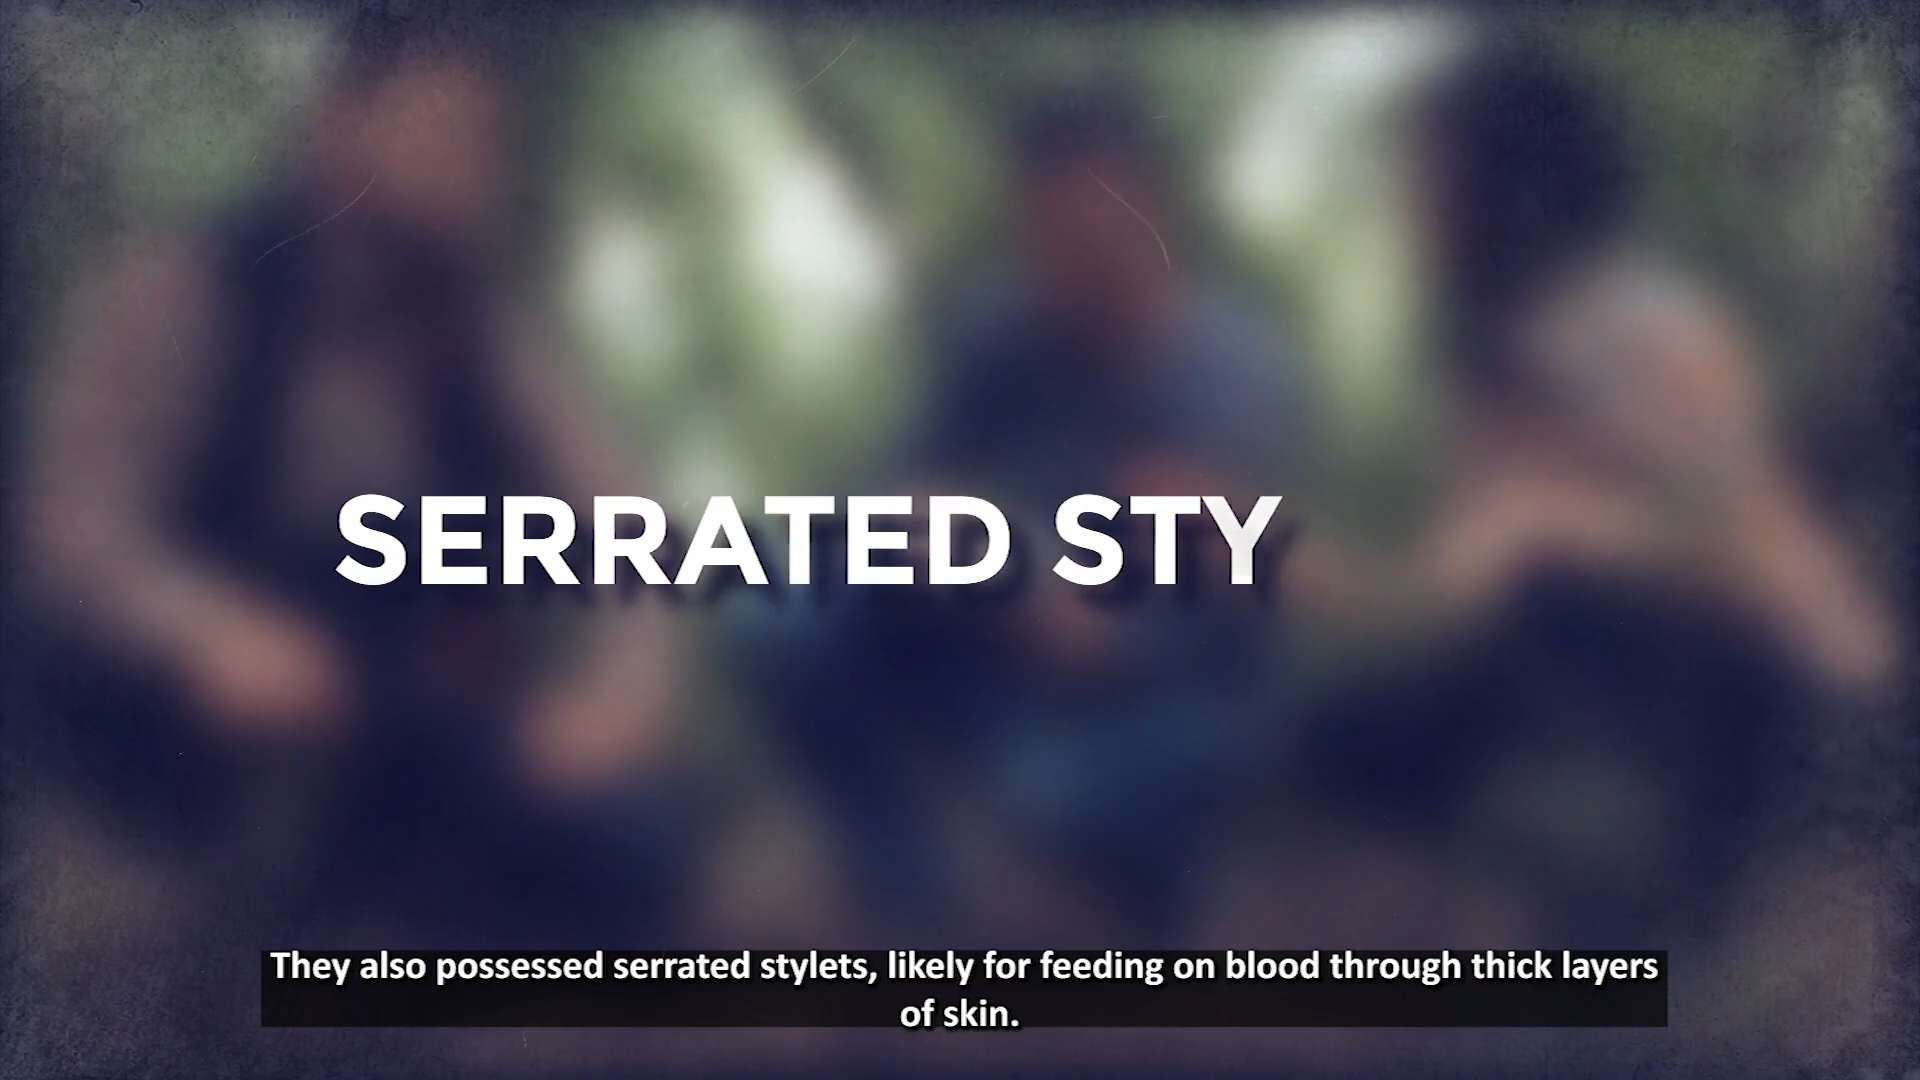 SERRATED STY
They also possessed serrated stylets, likely for feeding on blood through thick layers
of skin.